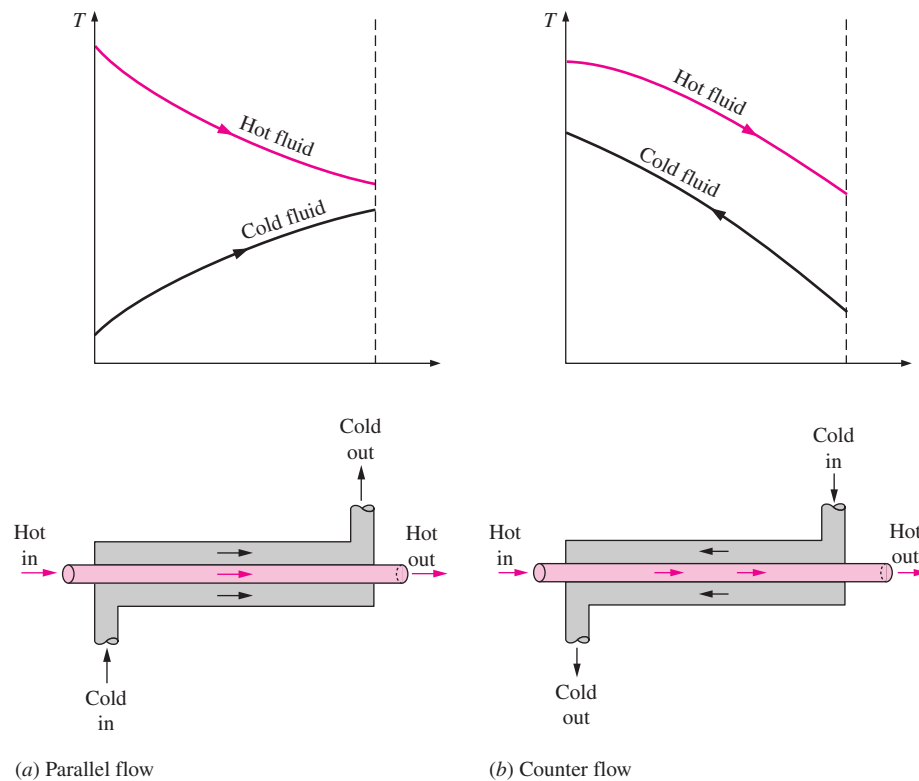 T
Hot fluid
Cold fluid
T
Hot fluid
Cold fluid
Cold
out
Hot
in
Hot
out
Cold
in
(a) Parallel flow
Cold
in
Hot
in
Hot
out
Cold
out
(b) Counter flow